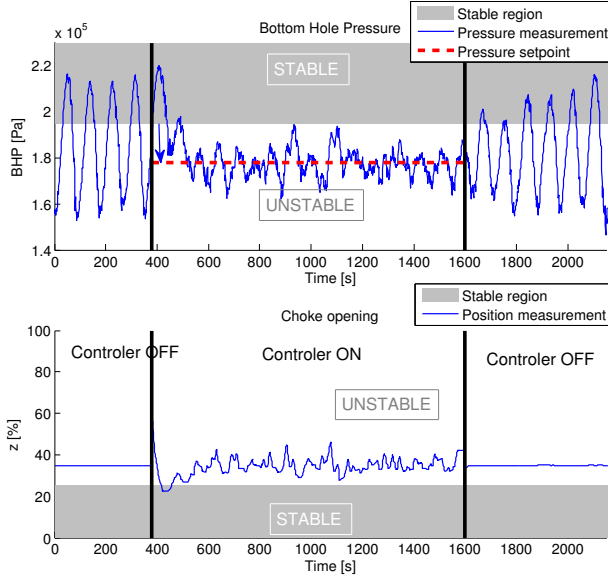 Bottom Hole Pressure
Stable region
Pressure measurement
Pressure setpoint
x 10^5
2.2
2
1.8
1.6
1.4
BHP [Pa]
STABLE
UNSTABLE
0 200 400 600 800 1000 1200 1400 1600 1800 2000
Time [s]
Choke opening
Stable region
Position measurement
100
80
60
40
20
0
z [%]
Controler OFF
Controler ON
Controler OFF
UNSTABLE
STABLE
0 200 400 600 800 1000 1200 1400 1600 1800 2000
Time [s]